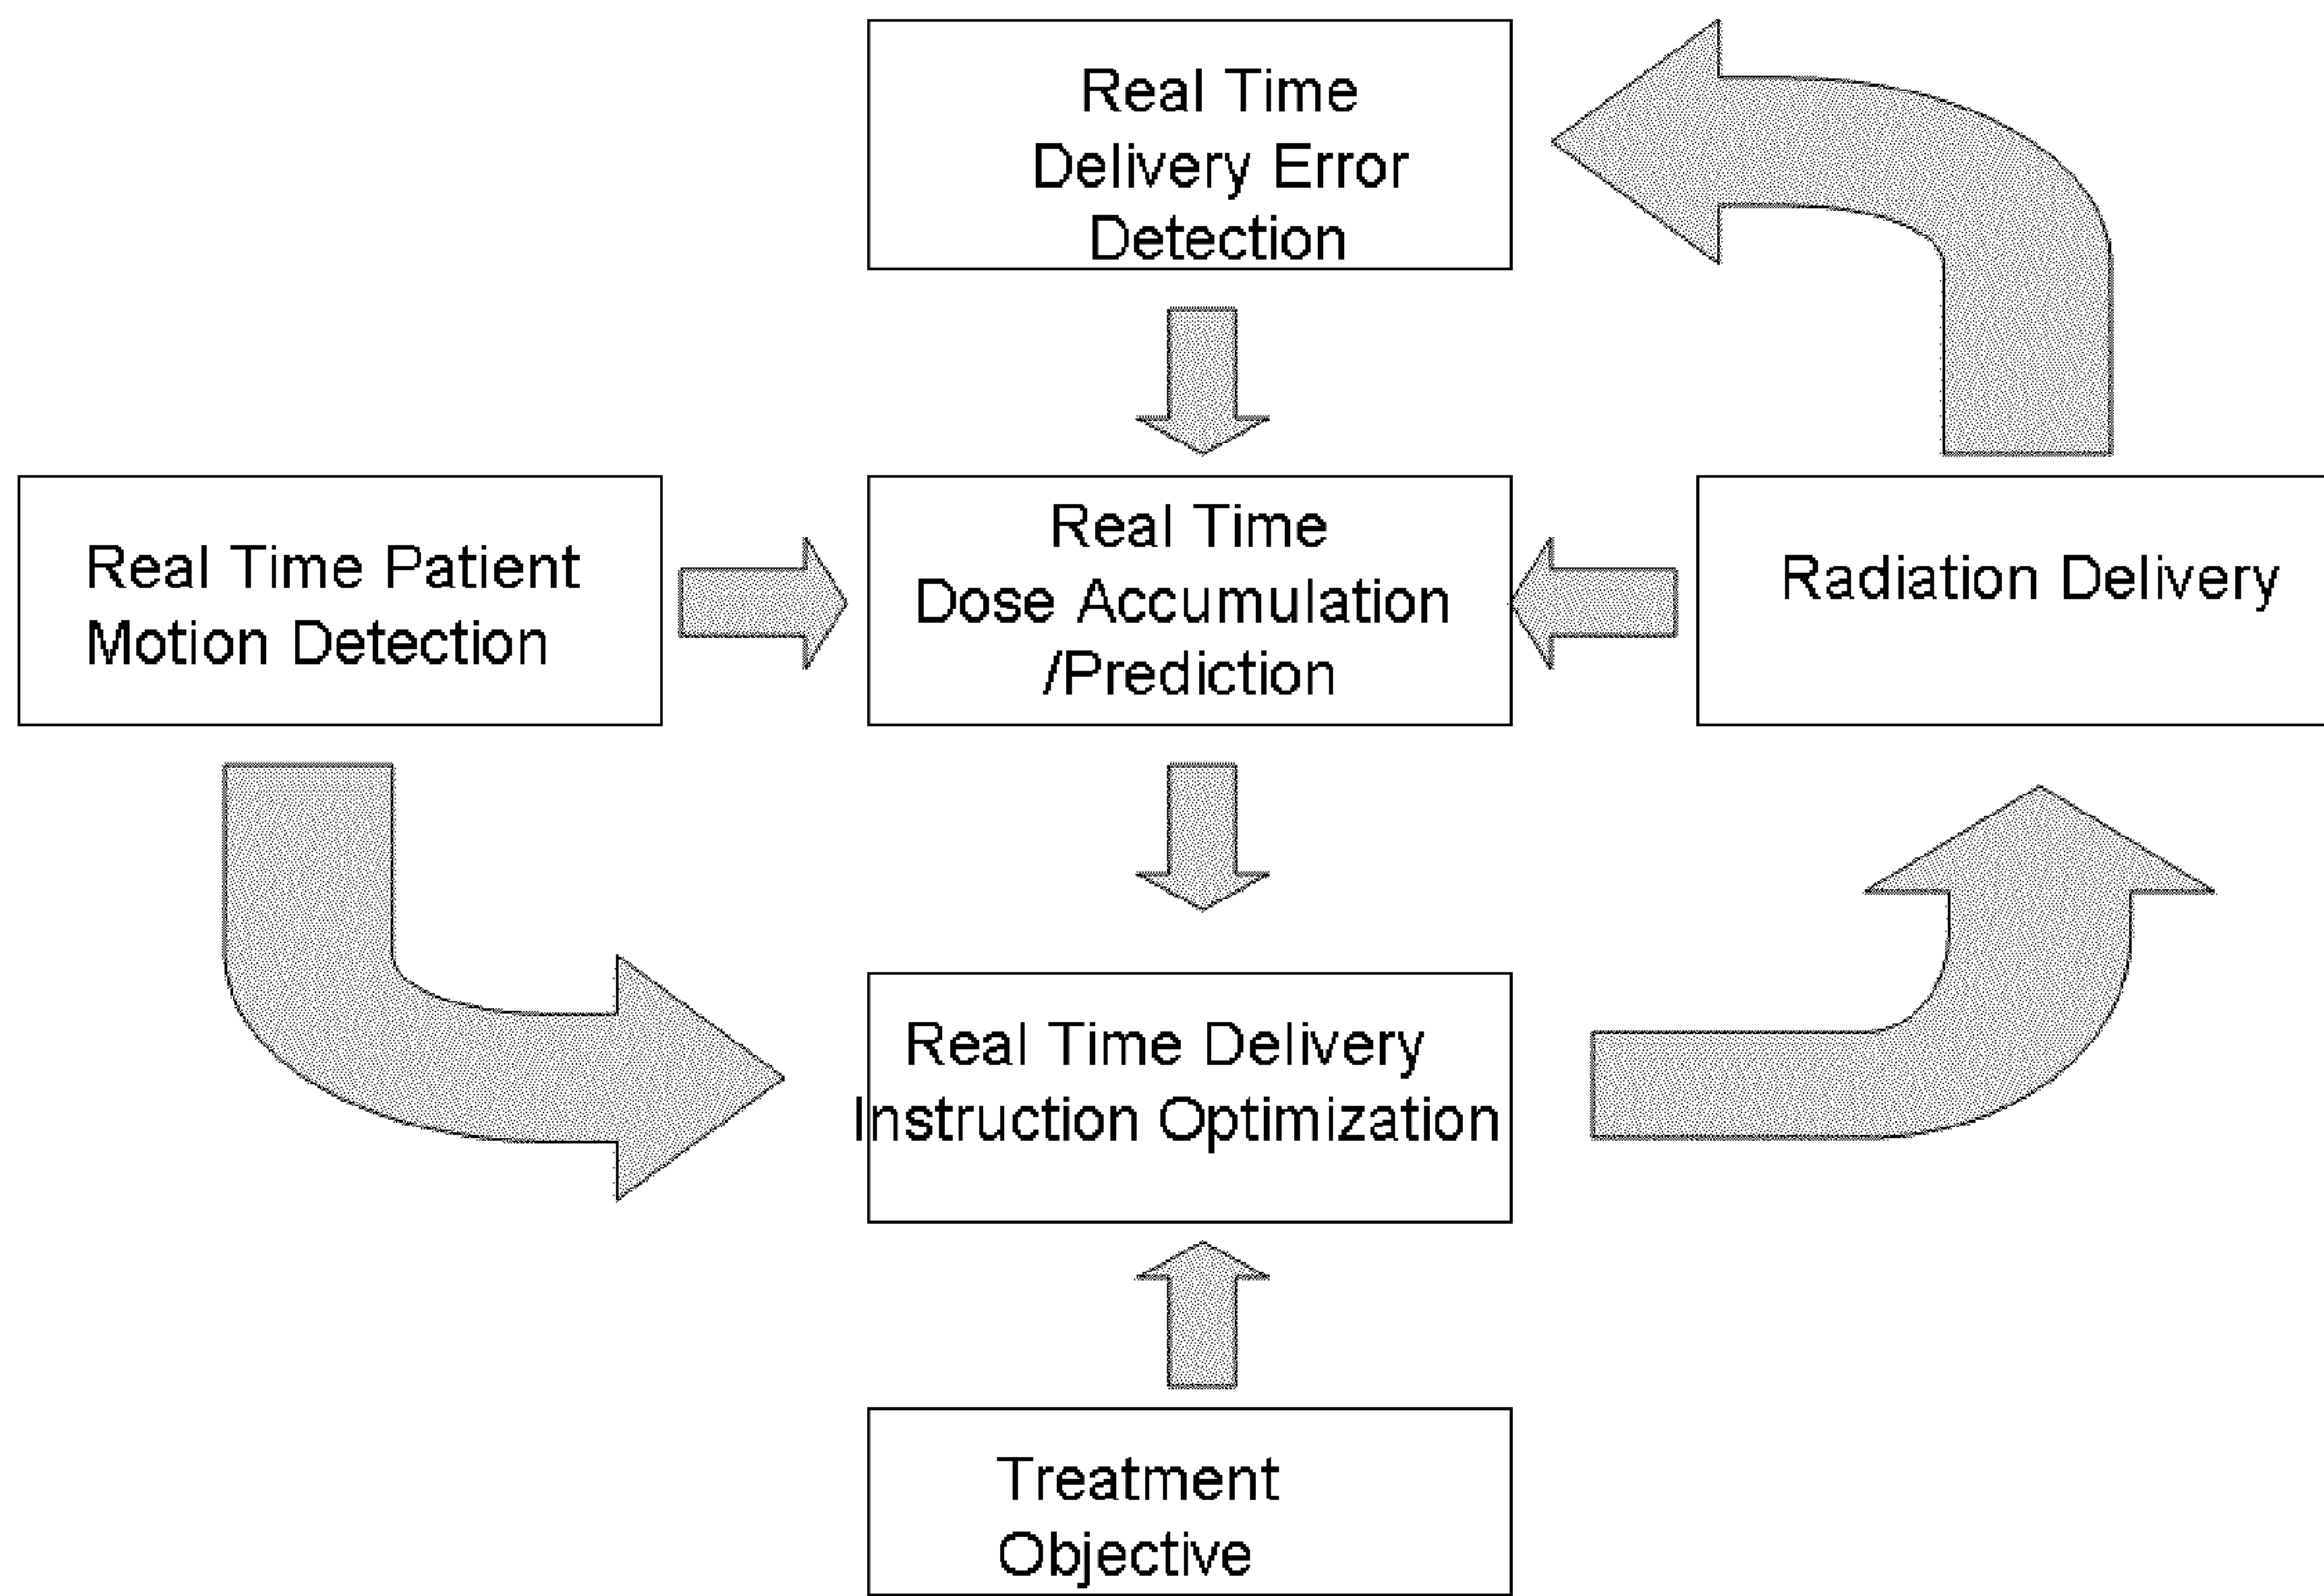 Real Time
Delivery Error
Detection
Real Time Patient
Motion Detection
Real Time
Dose Accumulation
/Prediction
Radiation Delivery
Real Time Delivery
Instruction Optimization
Treatment
Objective